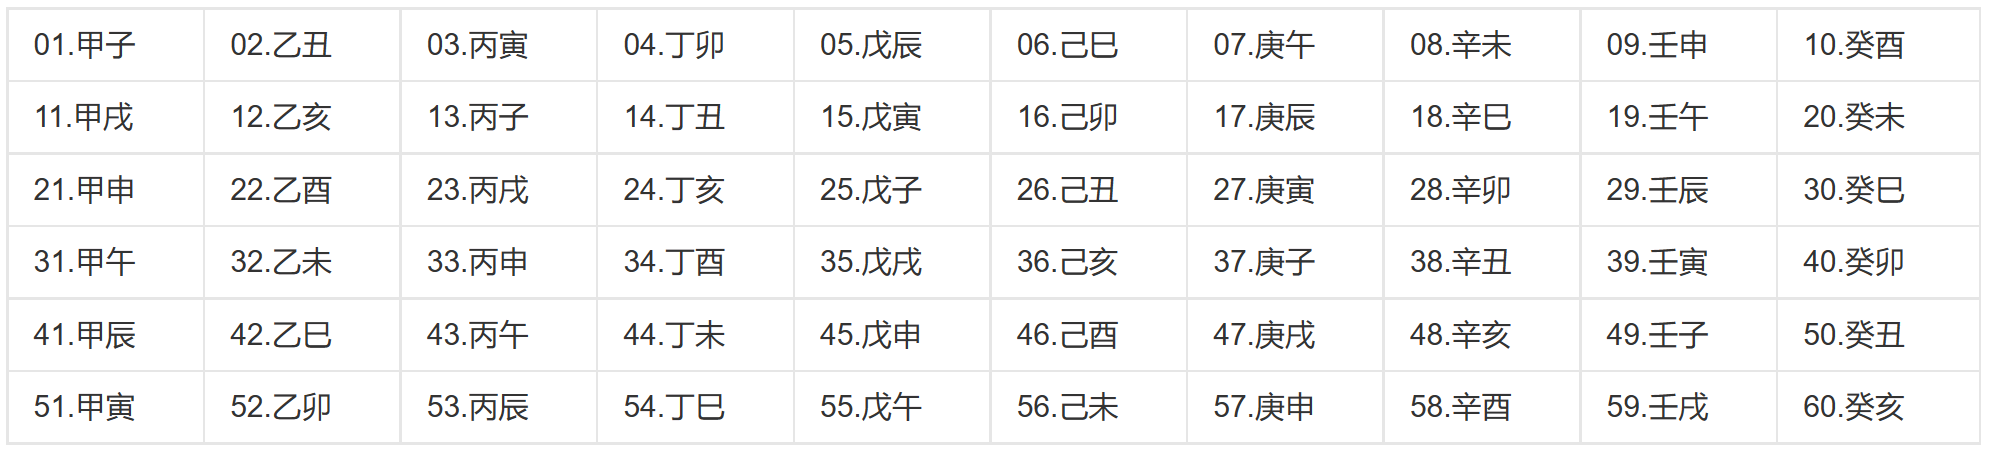 01.甲子 02.乙丑 03.丙寅 04.丁卯 05.戊辰 06.己巳 07.庚午 08.辛未 09.壬申 10.癸酉
11.甲戌 12.乙亥 13.丙子 14.丁丑 15.戊寅 16.己卯 17.庚辰 18.辛巳 19.壬午 20.癸未
21.甲申 22.乙酉 23.丙戌 24.丁亥 25.戊子 26.己丑 27.庚寅 28.辛卯 29.壬辰 30.癸巳
31.甲午 32.乙未 33.丙申 34.丁酉 35.戊戌 36.己亥 37.庚子 38.辛丑 39.壬寅 40.癸卯
41.甲辰 42.乙巳 43.丙午 44.丁未 45.戊申 46.己酉 47.庚戌 48.辛亥 49.壬子 50.癸丑
51.甲寅 52.乙卯 53.丙辰 54.丁巳 55.戊午 56.己未 57.庚申 58.辛酉 59.壬戌 60.癸亥